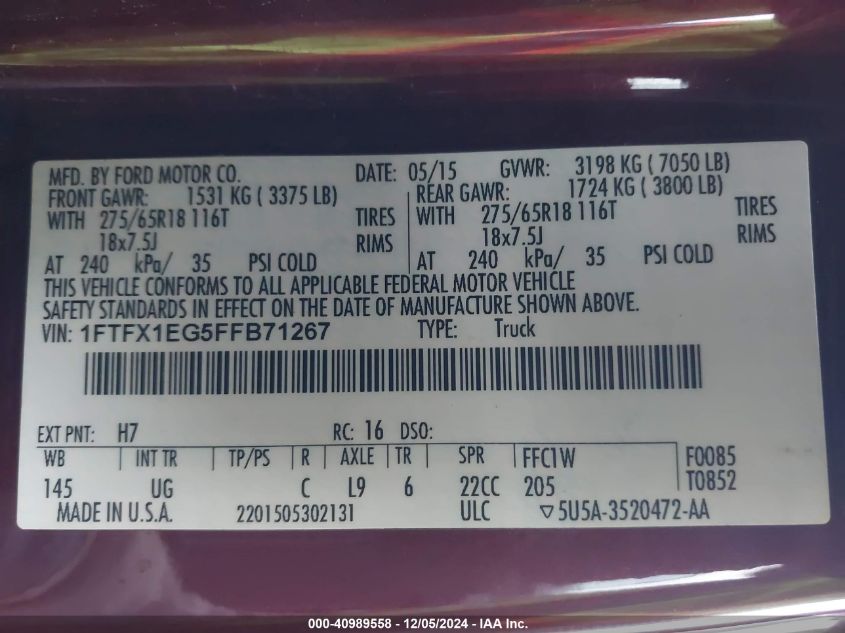 MFD. BY FORD MOTOR CO. DATE: 05/15 GVWR: 3198 KG ( 7050 LB)
FRONT GAWR: 1531 KG ( 3375 LB) REAR GAWR: 1724 KG ( 3800 LB)
WITH 275/65R18 116T TIRES WITH 275/65R18 116T TIRES
18x7.5J RIMS 18x7.5J RIMS
AT 240 kPa/ 35 PSI COLD AT 240 kPa/ 35 PSI COLD
THIS VEHICLE CONFORMS TO ALL APPLICABLE FEDERAL MOTOR VEHICLE
SAFETY STANDARDS IN EFFECT ON THE DATE OF MANUFACTURE SHOWN ABOVE.
VIN: 1FTFX1EG5FFB71267 TYPE: Truck
EXT PNT: H7 RC: 16 DSO:
WB INT TR TP/PS R AXLE TR SPR FFC1W F0085
145 UG C L9 6 22CC 205 T0852
MADE IN U.S.A. 2201505302131 ULC ▽5U5A-3520472-AA
000-40989558 - 12/05/2024 - IAA Inc.